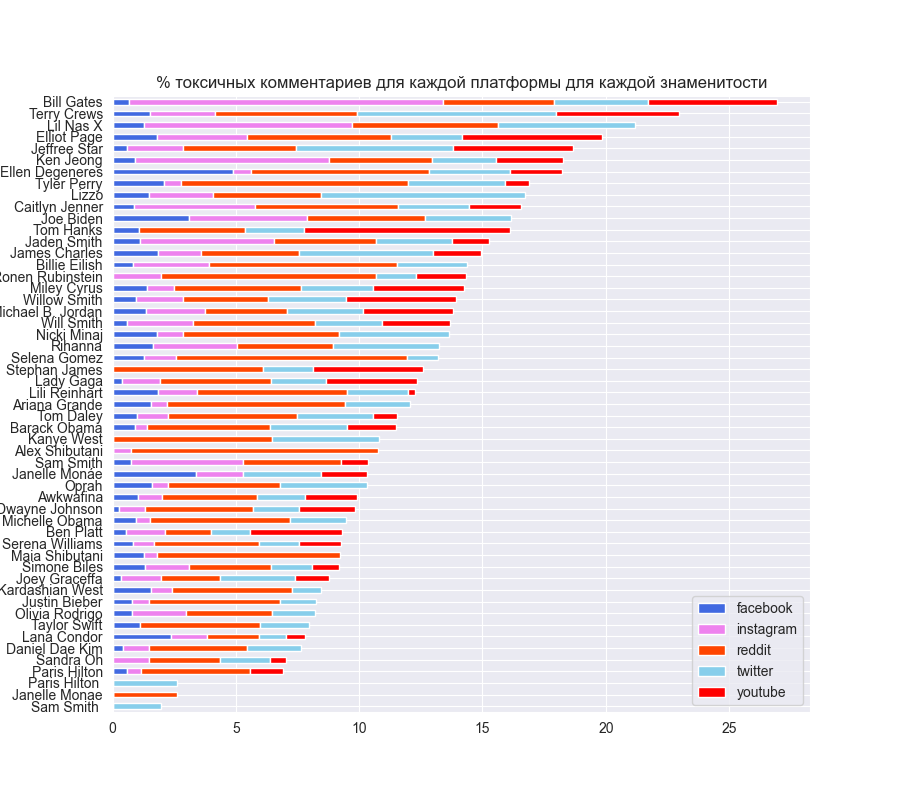 % токсичных комментариев для каждой платформы для каждой знаменитости
Bill Gates
Terry Crews
Lil Nas X
Elliot Page
Jeffree Star
Ken Jeong
Ellen Degeneres
Tyler Perry
Lizzo
Caitlyn Jenner
Joe Biden
Tom Hanks
Jaden Smith
James Charles
Billie Eilish
Ronen Rubinstein
Miley Cyrus
Willow Smith
Michael B. Jordan
Will Smith
Nicki Minaj
Rihanna
Selena Gomez
Stephan James
Lady Gaga
Lili Reinhart
Ariana Grande
Tom Daley
Barack Obama
Kanye West
Alex Shibutani
Sam Smith
Janelle Monáe
Oprah
Awkwafina
Dwayne Johnson
Michelle Obama
Ben Platt
Serena Williams
Maia Shibutani
Simone Biles
Joey Graceffa
Kardashian West
Justin Bieber
Olivia Rodrigo
Taylor Swift
Lana Condor
Daniel Dae Kim
Sandra Oh
Paris Hilton
Paris Hilton
Janelle Monae
Sam Smith
0 5 10 15 20 25
facebook
instagram
reddit
twitter
youtube